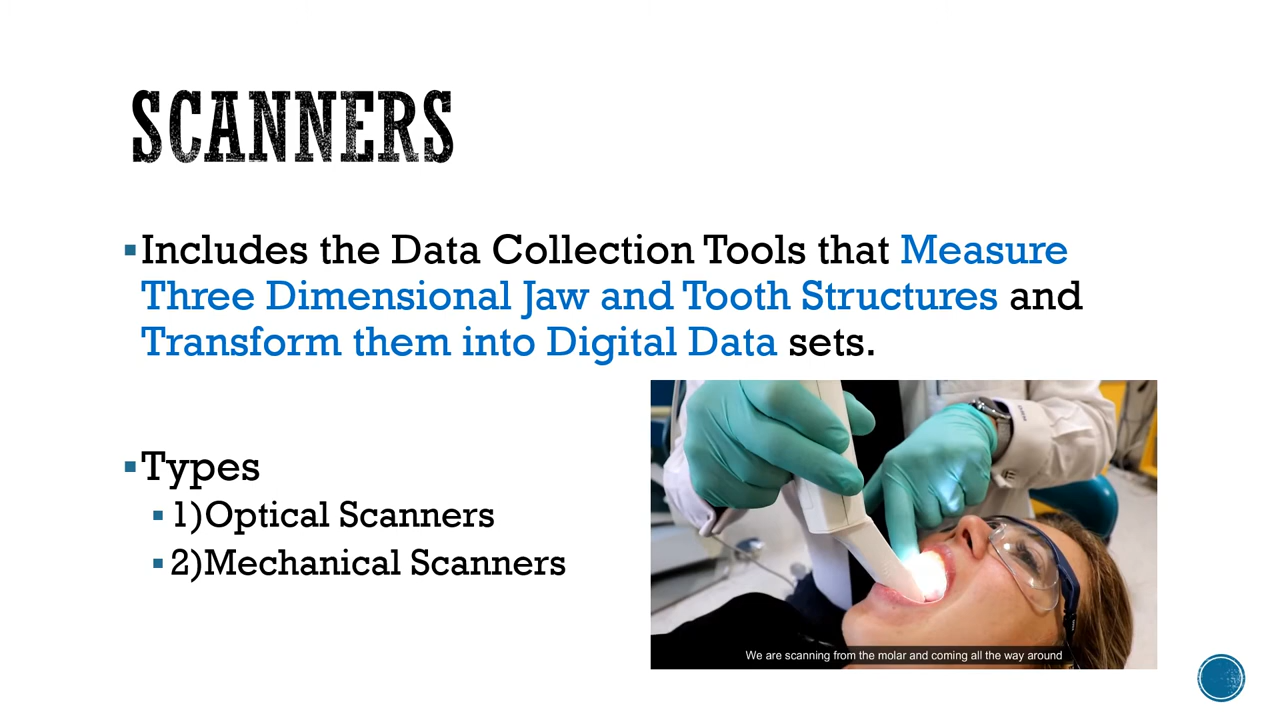 SCANNERS
Includes the Data Collection Tools that Measure
Three Dimensional Jaw and Tooth Structures and
Transform them into Digital Data sets.
Types
1)Optical Scanners
2)Mechanical Scanners
We are scanning from the molar and coming all the way around